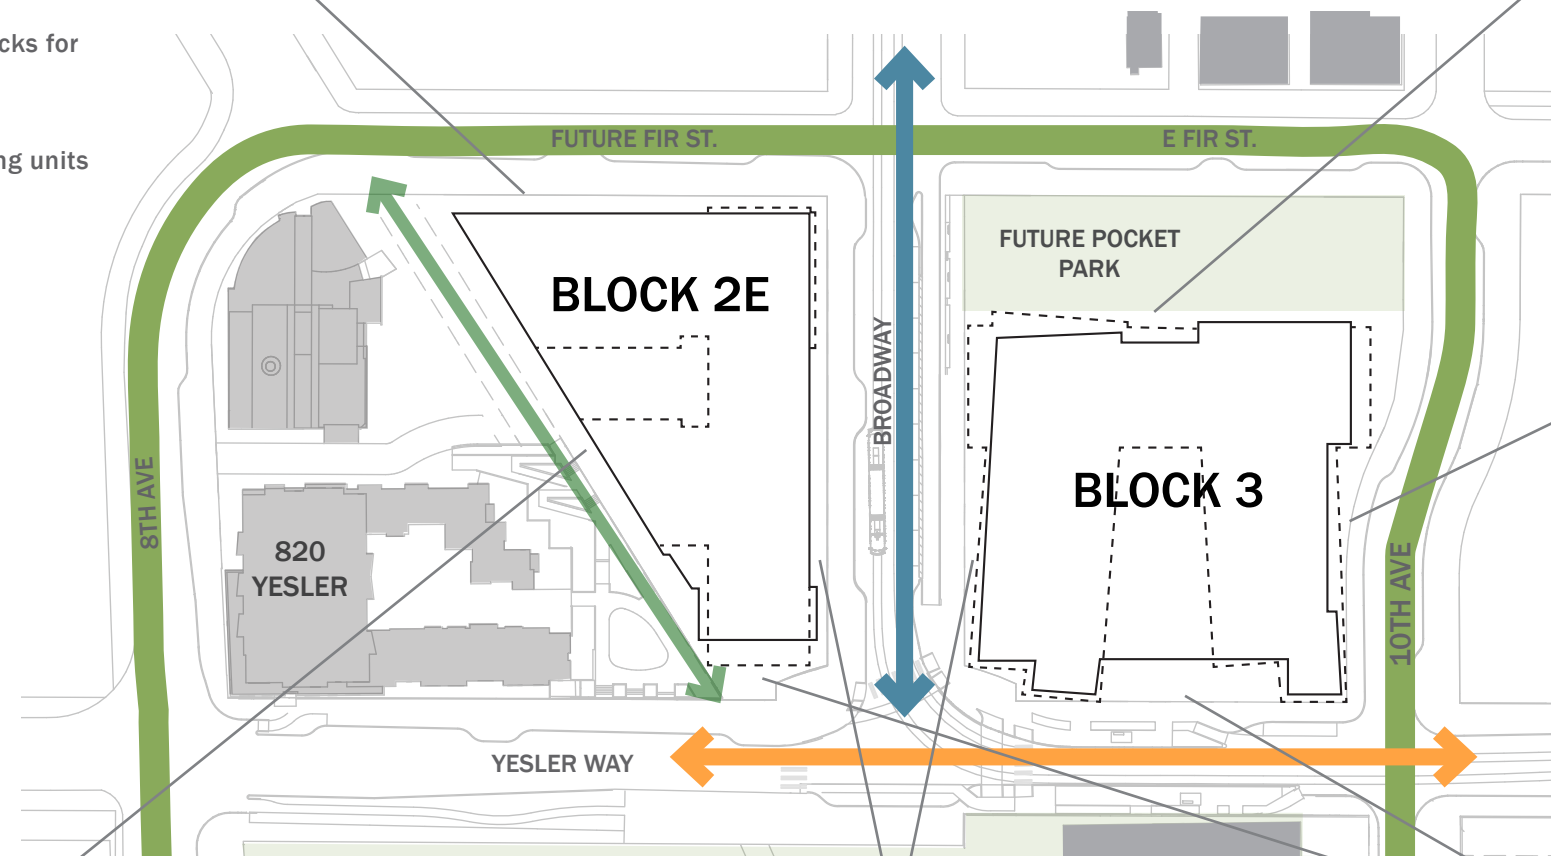 cks for
ng units
FUTURE FIR ST.
E FIR ST.
FUTURE POCKET
PARK
BLOCK 2E
BROADWAY
BLOCK 3
8TH AVE
820
YESLER
10TH AVE
YESLER WAY